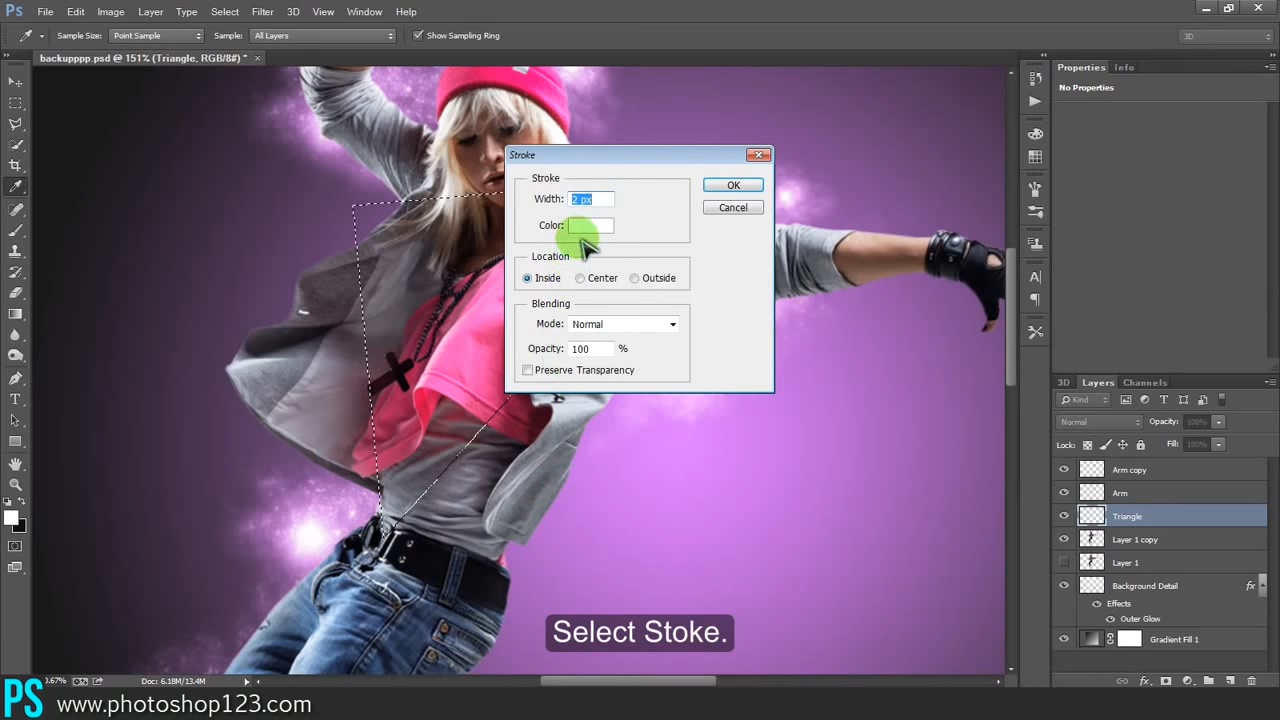 Ps File Edit Image Layer Type Select Filter 3D View Window Help
Sample Size: Point Sample Sample: All Layers Show Sampling Ring 3D
backupppp.psd @ 151% (Triangle, RGB/8#) * ×
Properties Info
No Properties
Stroke
Stroke
Width: 2 px
Color:
OK
Cancel
Location
Inside Center Outside
Blending
Mode: Normal
Opacity: 100 %
Preserve Transparency
3D Layers Channels
Kind
Normal Opacity: 100%
Lock: Fill: 100%
Arm copy
Arm
Triangle
Layer 1 copy
Layer 1
Background Detail fx
Effects
Outer Glow
Gradient Fill 1
Select Stoke.
0.67% Doc: 6.18M/13.4M
PS www.photoshop123.com